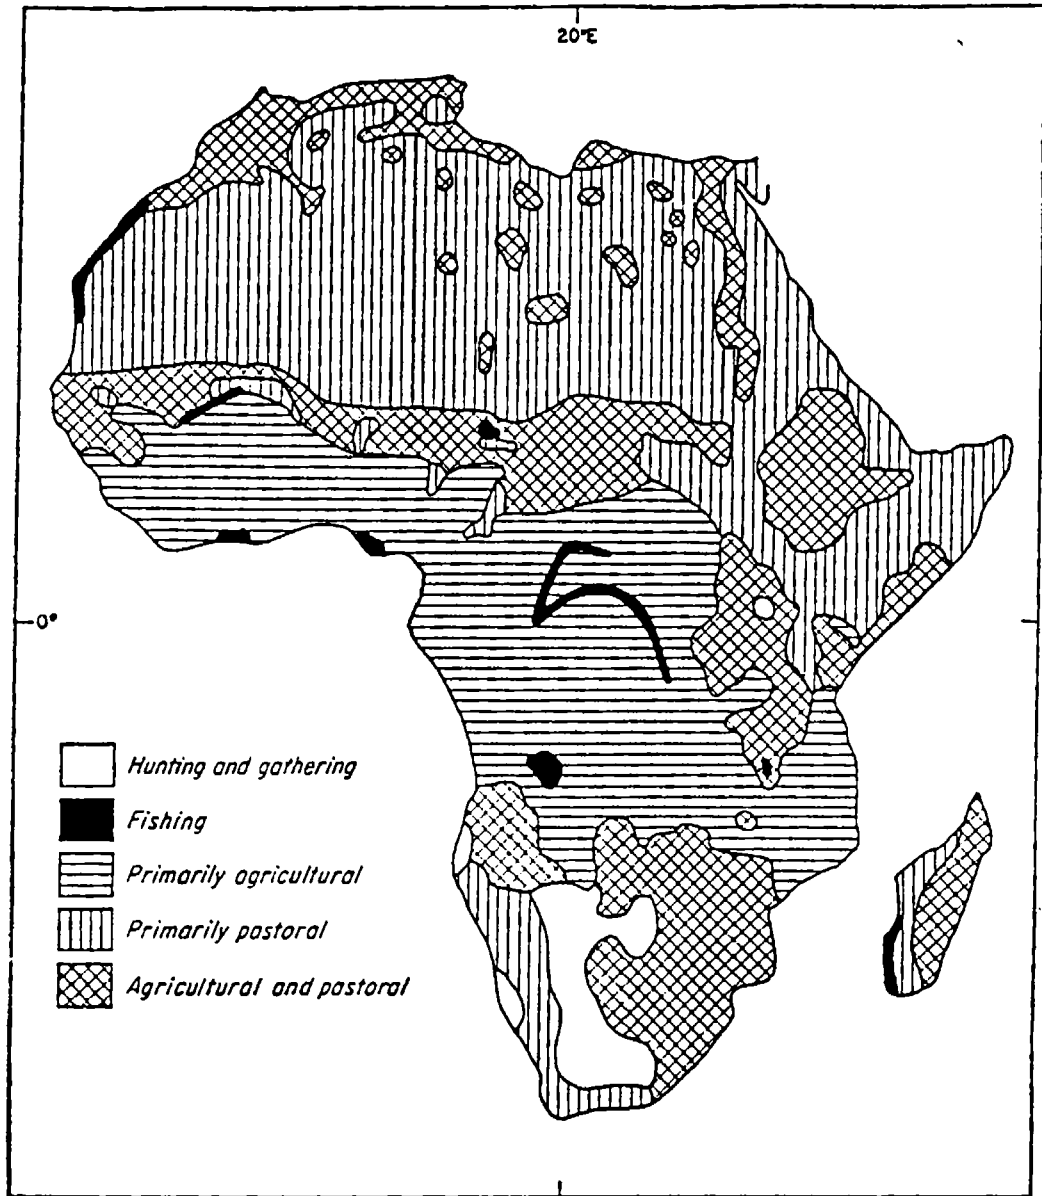 20°E
0°
Hunting and gathering
Fishing
Primarily agricultural
Primarily pastoral
Agricultural and pastoral